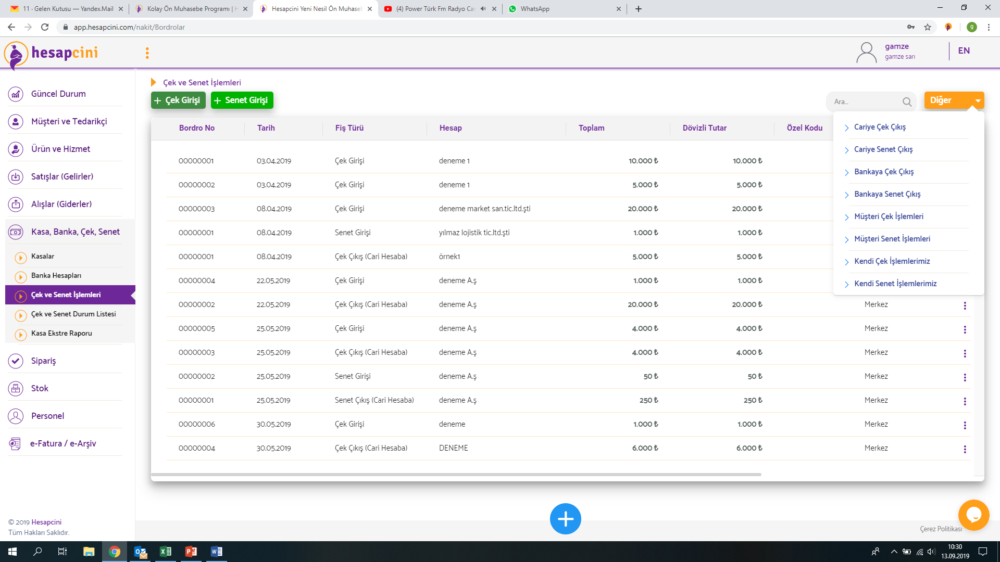 11 · Gelen Kutusu — Yandex.Mail
Kolay Ön Muhasebe Programı | H
Hesapcini Yeni Nesil Ön Muhaseb
(4) Power Türk Fm Radyo Can
WhatsApp
app.hesapcini.com/nakit/Bordrolar
g
hesapcini
gamze
gamze sarı
EN
Güncel Durum
Müşteri ve Tedarikçi
Ürün ve Hizmet
Satışlar (Gelirler)
Alışlar (Giderler)
Kasa, Banka, Çek, Senet
Kasalar
Banka Hesapları
Çek ve Senet İşlemleri
Çek ve Senet Durum Listesi
Kasa Ekstre Raporu
Sipariş
Stok
Personel
e-Fatura / e-Arşiv
© 2019 Hesapcini
Tüm Hakları Saklıdır.
Çek ve Senet İşlemleri
+ Çek Girişi
+ Senet Girişi
Ara...
Diğer
Cariye Çek Çıkış
Cariye Senet Çıkış
Bankaya Çek Çıkış
Bankaya Senet Çıkış
Müşteri Çek İşlemleri
Müşteri Senet İşlemleri
Kendi Çek İşlemlerimiz
Kendi Senet İşlemlerimiz
Bordro No Tarih Fiş Türü Hesap Toplam Dövizli Tutar Özel Kodu
00000001 03.04.2019 Çek Girişi deneme 1 10.000 ₺ 10.000 ₺
00000002 03.04.2019 Çek Girişi deneme 1 5.000 ₺ 5.000 ₺
00000003 08.04.2019 Çek Girişi deneme market san.tic.ltd.şti 20.000 ₺ 20.000 ₺
00000001 08.04.2019 Senet Girişi yılmaz lojistik tic.ltd.şti 1.000 ₺ 1.000 ₺
00000001 08.04.2019 Çek Çıkış (Cari Hesaba) örnek1 5.000 ₺ 5.000 ₺
00000004 22.05.2019 Çek Girişi deneme A.ş 1.000 ₺ 1.000 ₺
00000002 22.05.2019 Çek Çıkış (Cari Hesaba) deneme A.ş 20.000 ₺ 20.000 ₺ Merkez
00000005 25.05.2019 Çek Girişi deneme A.ş 4.000 ₺ 4.000 ₺ Merkez
00000003 25.05.2019 Çek Çıkış (Cari Hesaba) deneme A.ş 4.000 ₺ 4.000 ₺ Merkez
00000002 25.05.2019 Senet Girişi deneme A.ş 50 ₺ 50 ₺ Merkez
00000001 25.05.2019 Senet Çıkış (Cari Hesaba) deneme A.ş 250 ₺ 250 ₺ Merkez
00000006 30.05.2019 Çek Girişi deneme 1.000 ₺ 1.000 ₺ Merkez
00000004 30.05.2019 Çek Çıkış (Cari Hesaba) DENEME 6.000 ₺ 6.000 ₺ Merkez
Çerez Politikası
10:30
13.09.2019